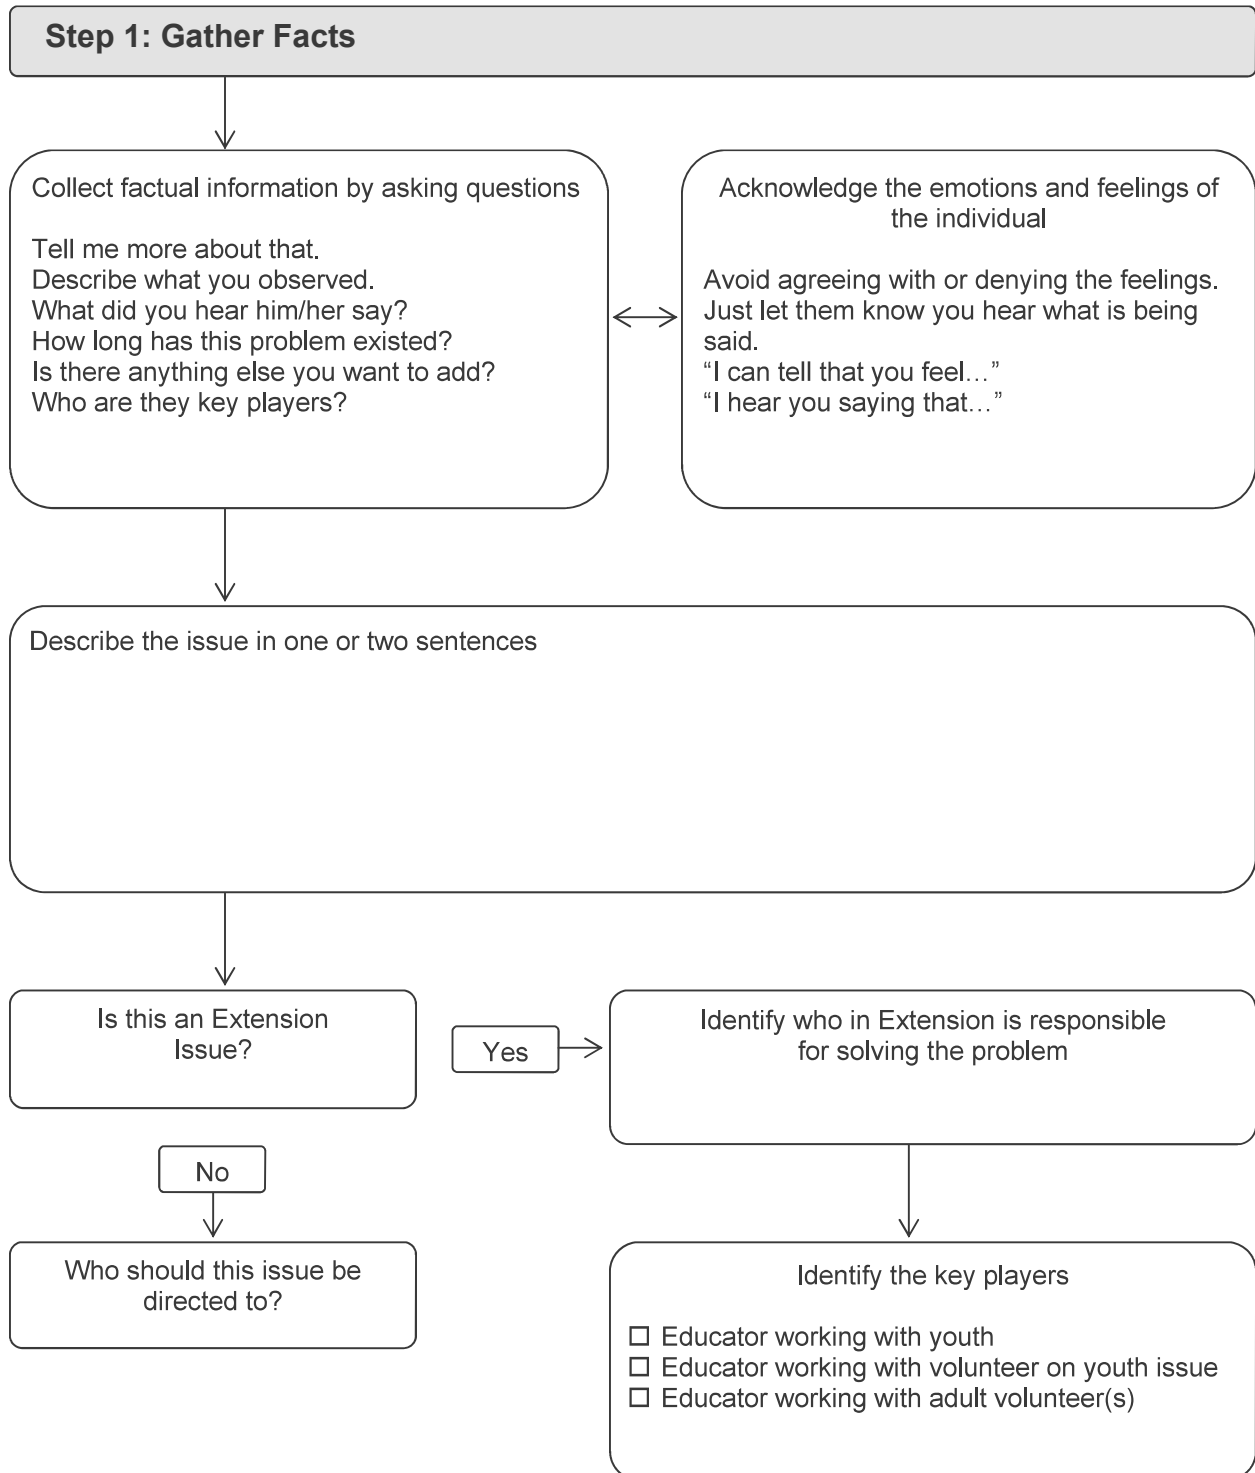 Step 1: Gather Facts
Collect factual information by asking questions
Tell me more about that.
Describe what you observed.
What did you hear him/her say?
How long has this problem existed?
Is there anything else you want to add?
Who are they key players?
Acknowledge the emotions and feelings of
the individual
Avoid agreeing with or denying the feelings.
Just let them know you hear what is being
said.
“I can tell that you feel…”
“I hear you saying that…”
Describe the issue in one or two sentences
Is this an Extension
Issue?
Yes
Identify who in Extension is responsible
for solving the problem
No
Who should this issue be
directed to?
Identify the key players
☐ Educator working with youth
☐ Educator working with volunteer on youth issue
☐ Educator working with adult volunteer(s)